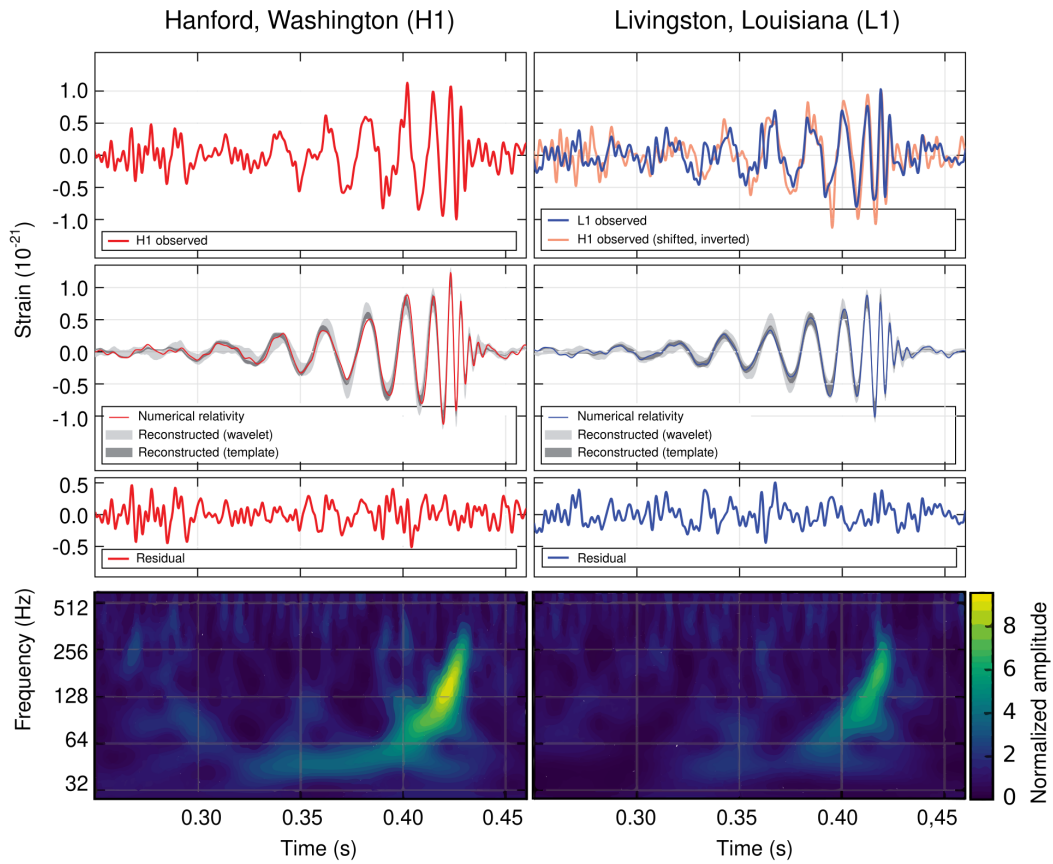 Hanford, Washington (H1)
Livingston, Louisiana (L1)
Strain (10⁻²¹)
1.0
0.5
0.0
-0.5
-1.0
H1 observed
L1 observed
H1 observed (shifted, inverted)
1.0
0.5
0.0
-0.5
-1.0
Numerical relativity
Reconstructed (wavelet)
Reconstructed (template)
Numerical relativity
Reconstructed (wavelet)
Reconstructed (template)
0.5
0.0
-0.5
Residual
Residual
Frequency (Hz)
512
256
128
64
32
0.30
0.35
0.40
0.45
Time (s)
0.30
0.35
0.40
0,45
Time (s)
Normalized amplitude
8
6
4
2
0